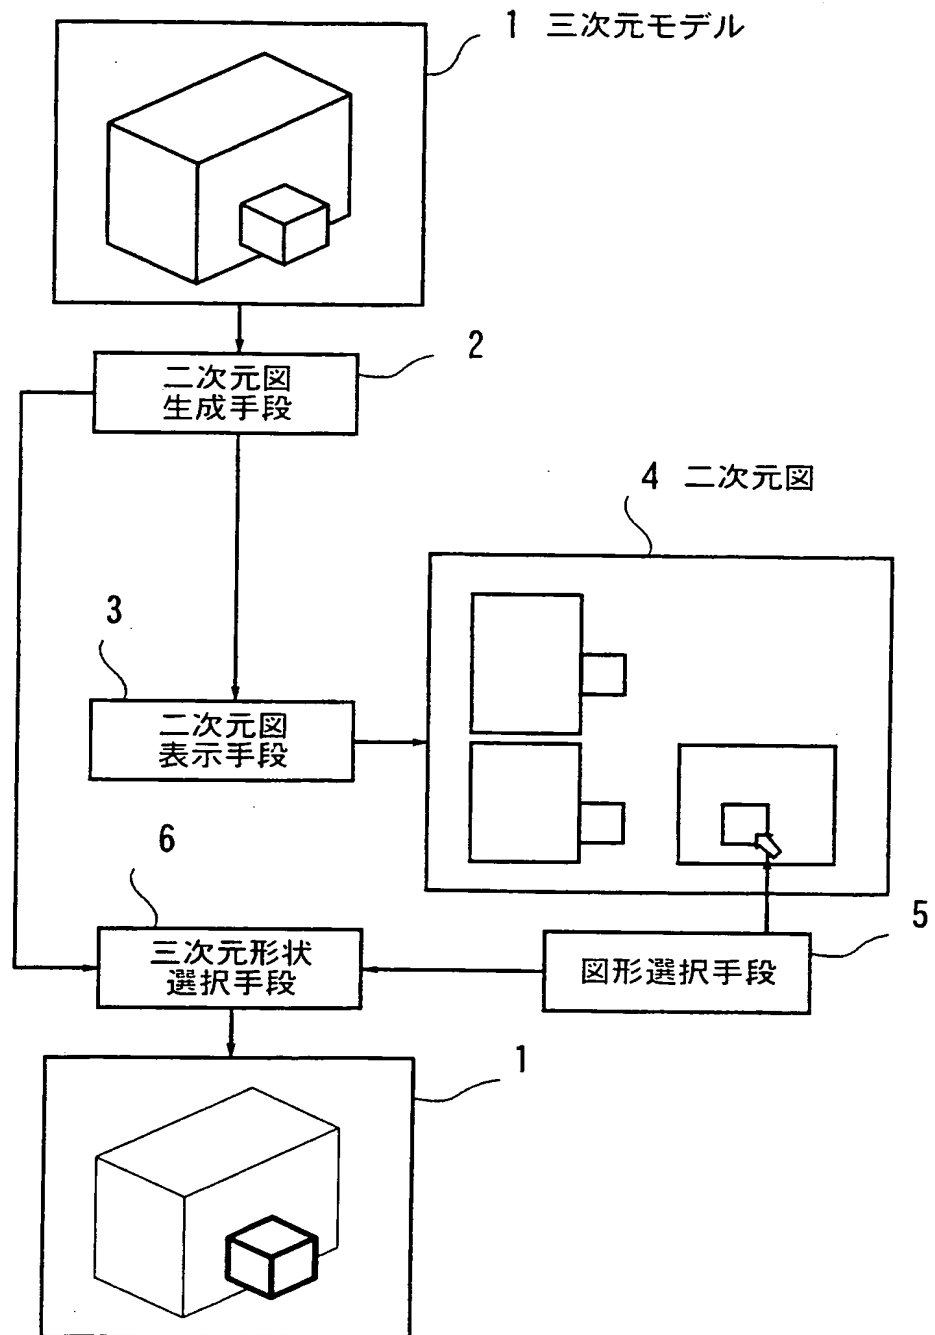 1 三次元モデル
2
二次元図
生成手段
4 二次元図
3
二次元図
表示手段
6
5
三次元形状
選択手段
図形選択手段
1